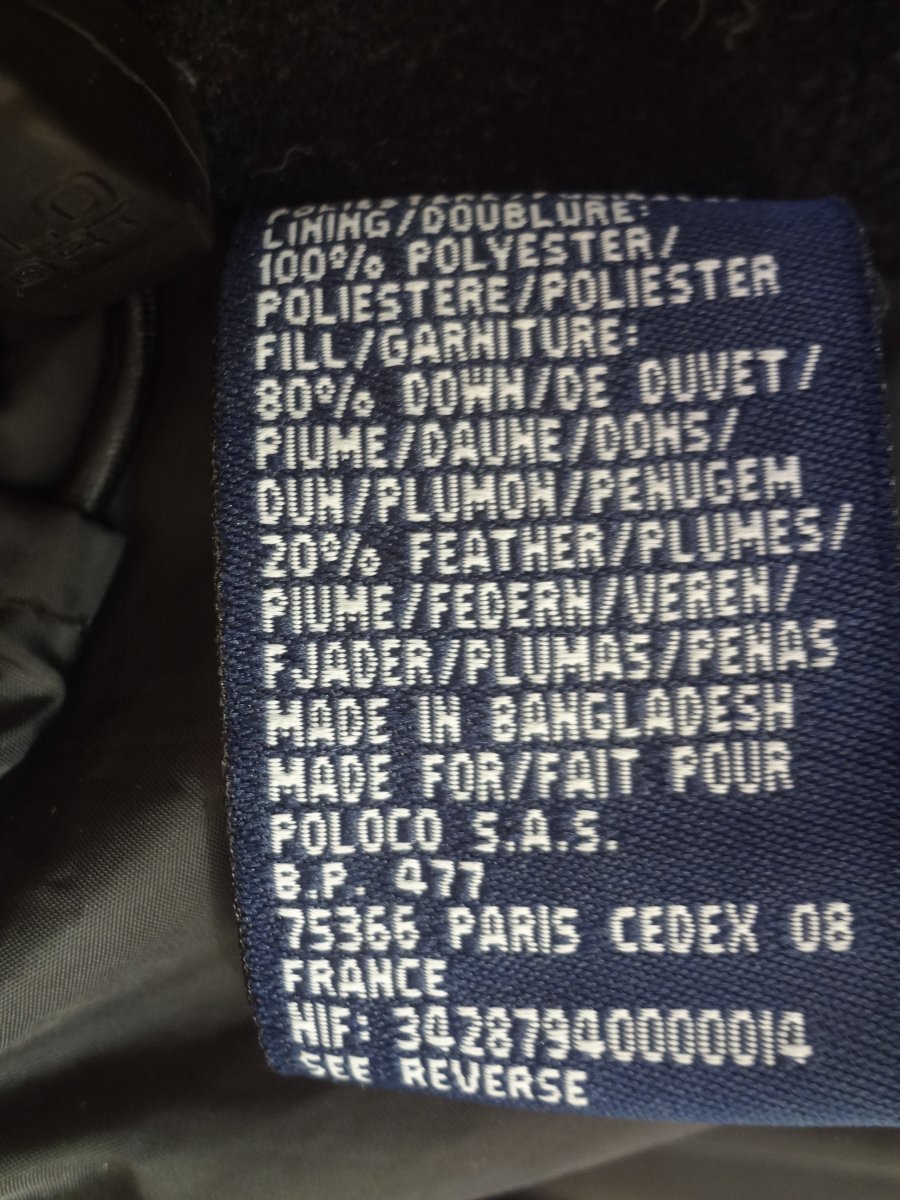 LINING/DOUBLURE:
100% POLYESTER/
POLIESTERE/POLIESTER
FILL/GARNITURE:
80% DOWN/DE DUVET/
PIUME/DAUNE/DONS/
DUN/PLUMON/PENUGEM
20% FEATHER/PLUMES/
PIUME/FEDERN/VEREN/
FJADER/PLUMAS/PENAS
MADE IN BANGLADESH
MADE FOR/FAIT POUR
POLOCO S.A.S.
B.P. 477
75366 PARIS CEDEX 08
FRANCE
NIF: 34287940000014
SEE REVERSE